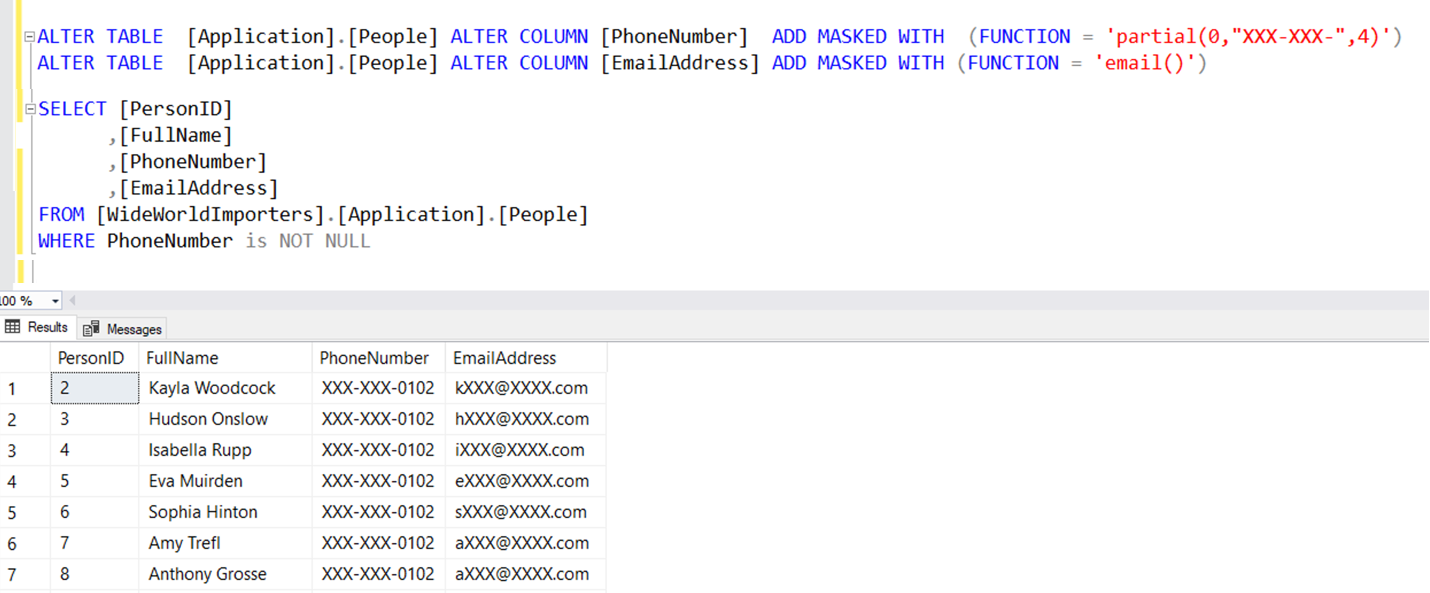 ALTER TABLE  [Application].[People] ALTER COLUMN [PhoneNumber]  ADD MASKED WITH  (FUNCTION = 'partial(0,"XXX-XXX-",4)')
ALTER TABLE  [Application].[People] ALTER COLUMN [EmailAddress] ADD MASKED WITH (FUNCTION = 'email()')
SELECT [PersonID]
,[FullName]
,[PhoneNumber]
,[EmailAddress]
FROM [WideWorldImporters].[Application].[People]
WHERE PhoneNumber is NOT NULL
100 %
Results Messages
PersonID FullName PhoneNumber EmailAddress
1 2 Kayla Woodcock XXX-XXX-0102 kXXX@XXXX.com
2 3 Hudson Onslow XXX-XXX-0102 hXXX@XXXX.com
3 4 Isabella Rupp XXX-XXX-0102 iXXX@XXXX.com
4 5 Eva Muirden XXX-XXX-0102 eXXX@XXXX.com
5 6 Sophia Hinton XXX-XXX-0102 sXXX@XXXX.com
6 7 Amy Trefl XXX-XXX-0102 aXXX@XXXX.com
7 8 Anthony Grosse XXX-XXX-0102 aXXX@XXXX.com